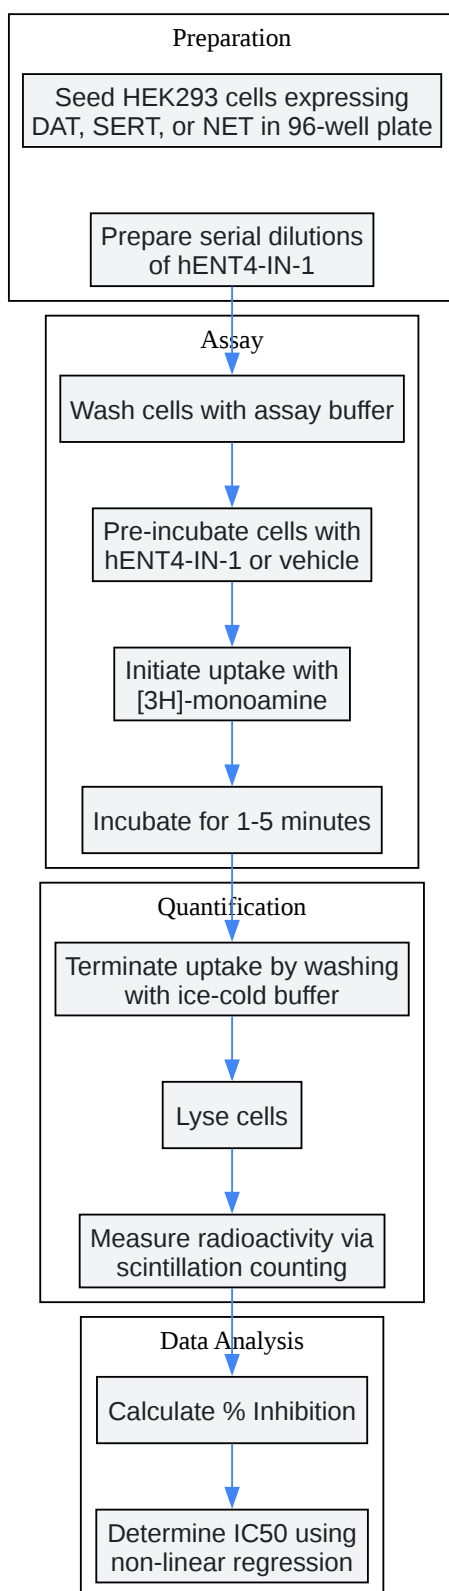 Preparation
Seed HEK293 cells expressing
DAT, SERT, or NET in 96-well plate
Prepare serial dilutions
of hENT4-IN-1
Assay
Wash cells with assay buffer
Pre-incubate cells with
hENT4-IN-1 or vehicle
Initiate uptake with
[3H]-monoamine
Incubate for 1-5 minutes
Quantification
Terminate uptake by washing
with ice-cold buffer
Lyse cells
Measure radioactivity via
scintillation counting
Data Analysis
Calculate % Inhibition
Determine IC50 using
non-linear regression